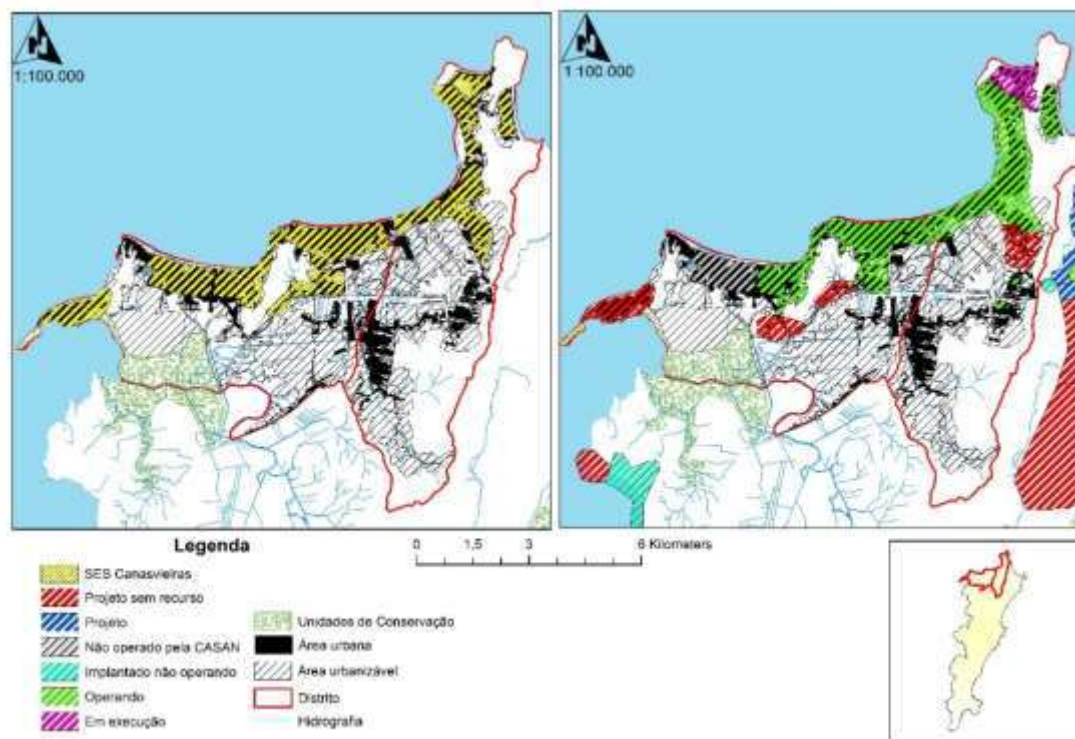 N
1:100.000
N
1:100.000
Legenda
SES Canasvieiras
Projeto sem recurso
Projeto
Não operado pela CASAN
Implantado não operando
Operando
Em execução
Unidades de Conservação
Área urbana
Área urbanizável
Distrito
Hidrografia
0 1,5 3 6 Kilometers